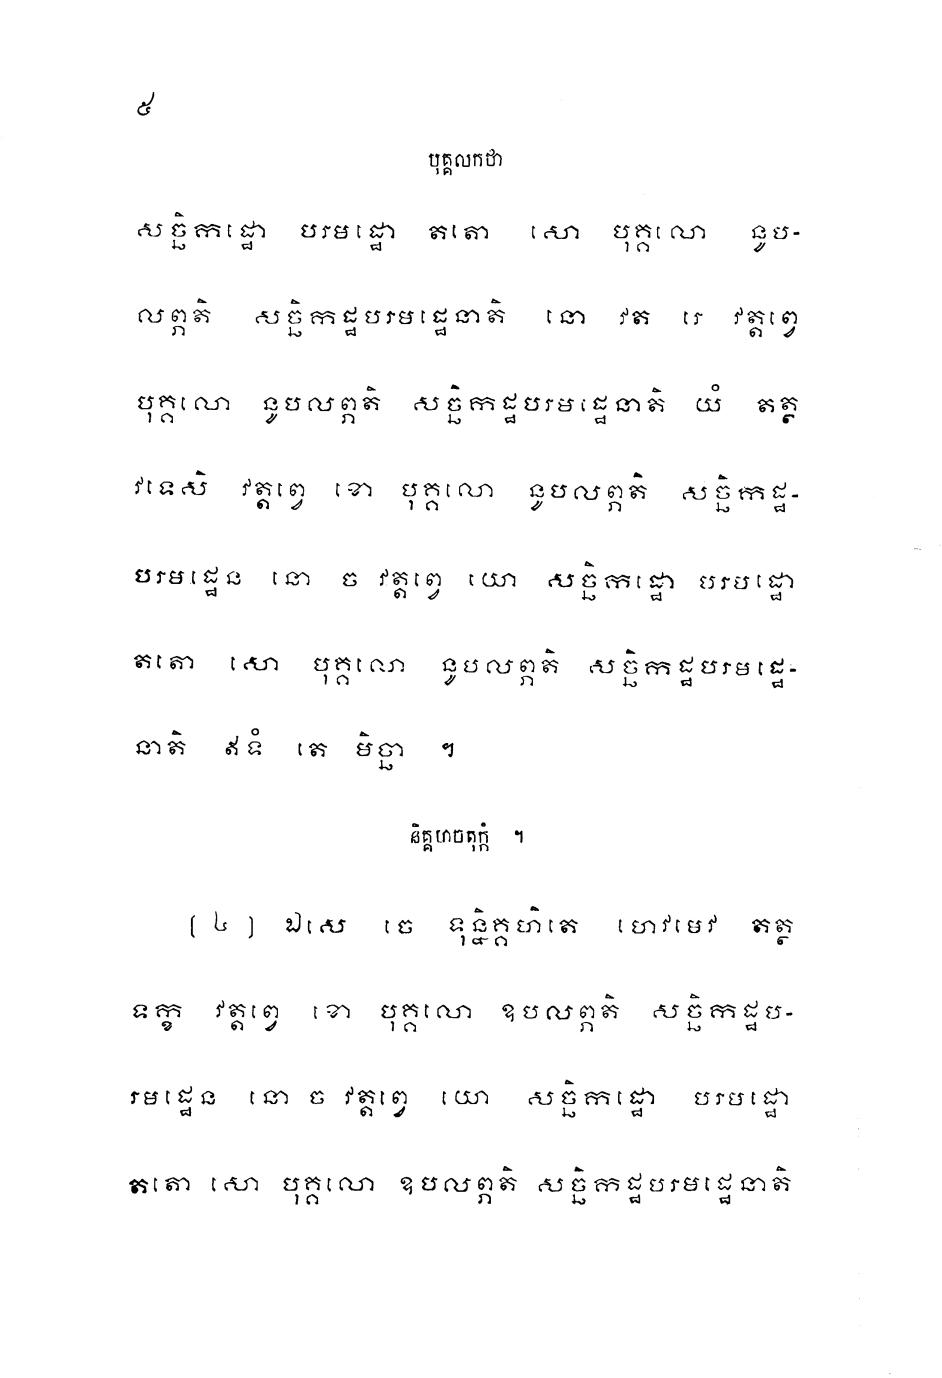 ៥
បុគ្គលកថា
សច្ចិកដ្ឋោ បរមដ្ឋោ តតោ សោ បុគ្គលោ នូប-
លព្ភតិ សច្ចិកដ្ឋបរមដ្ឋេនាតិ នោ វត រេ វត្តព្វេ
បុគ្គលោ នូបលព្ភតិ សច្ចិកដ្ឋបរមដ្ឋេនាតិ យំ តត្ថ
វទេសិ វត្តព្វេ ខោ បុគ្គលោ នូបលព្ភតិ សច្ចិកដ្ឋ-
បរមដ្ឋេន នោ ច វត្តព្វេ យោ សច្ចិកដ្ឋោ បរមដ្ឋោ
តតោ សោ បុគ្គលោ នូបលព្ភតិ សច្ចិកដ្ឋបរមដ្ឋេ-
នាតិ ឥទំ តេ មិច្ឆា ។
និគ្គហចតុក្កំ ។
(៤) ឯសេ ចេ ទុន្និគ្គហិតេ ហេវមេវ តត្ថ
ទក្ខ វត្តព្វេ ខោ បុគ្គលោ ឧបលព្ភតិ សច្ចិកដ្ឋប-
រមដ្ឋេន នោ ច វត្តព្វេ យោ សច្ចិកដ្ឋោ បរមដ្ឋោ
តតោ សោ បុគ្គលោ ឧបលព្ភតិ សច្ចិកដ្ឋបរមដ្ឋេនាតិ